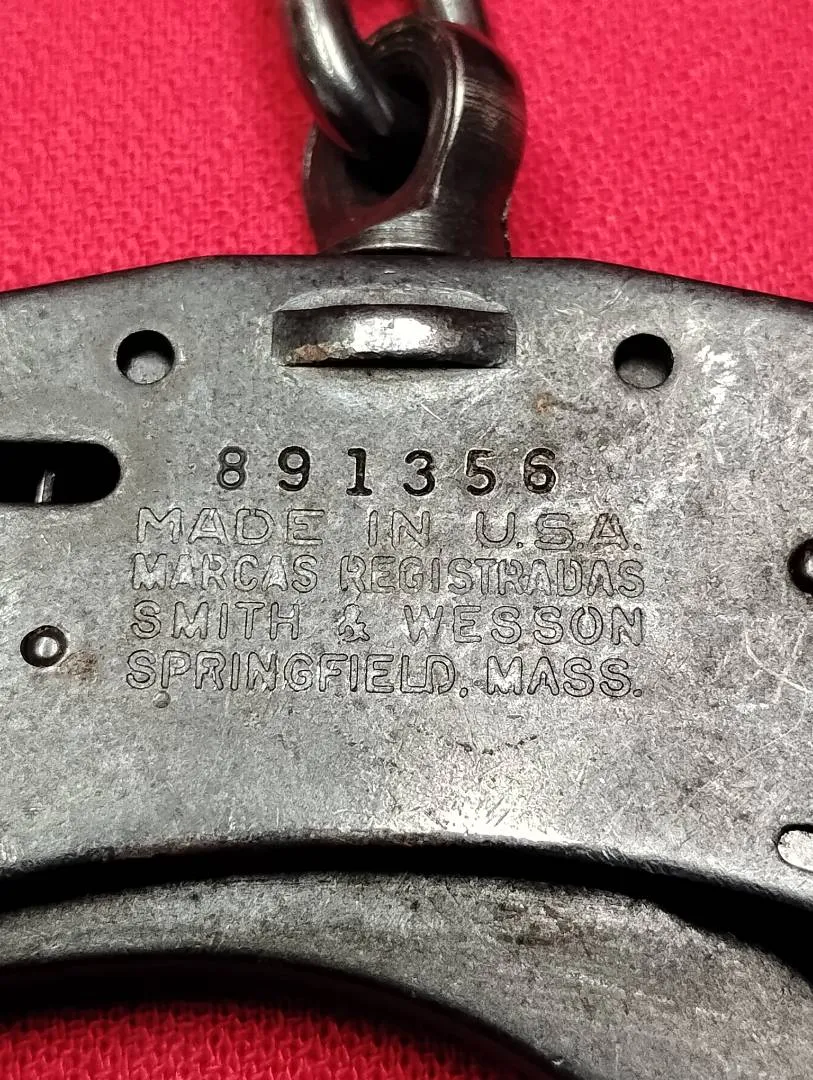 891356
MADE IN U.S.A.
MARCAS REGISTRADAS
SMITH & WESSON
SPRINGFIELD, MASS.